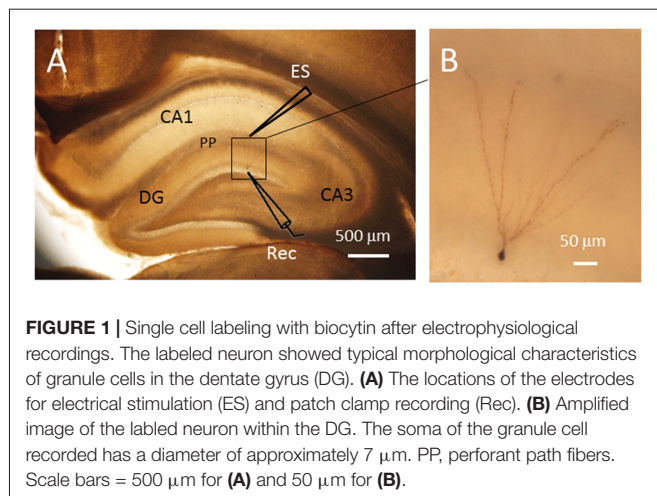 A
ES
B
CA1
PP
DG
CA3
500 μm
Rec
50 μm
FIGURE 1 | Single cell labeling with biocytin after electrophysiological
recordings. The labeled neuron showed typical morphological characteristics
of granule cells in the dentate gyrus (DG). (A) The locations of the electrodes
for electrical stimulation (ES) and patch clamp recording (Rec). (B) Amplified
image of the labled neuron within the DG. The soma of the granule cell
recorded has a diameter of approximately 7 μm. PP, perforant path fibers.
Scale bars = 500 μm for (A) and 50 μm for (B).